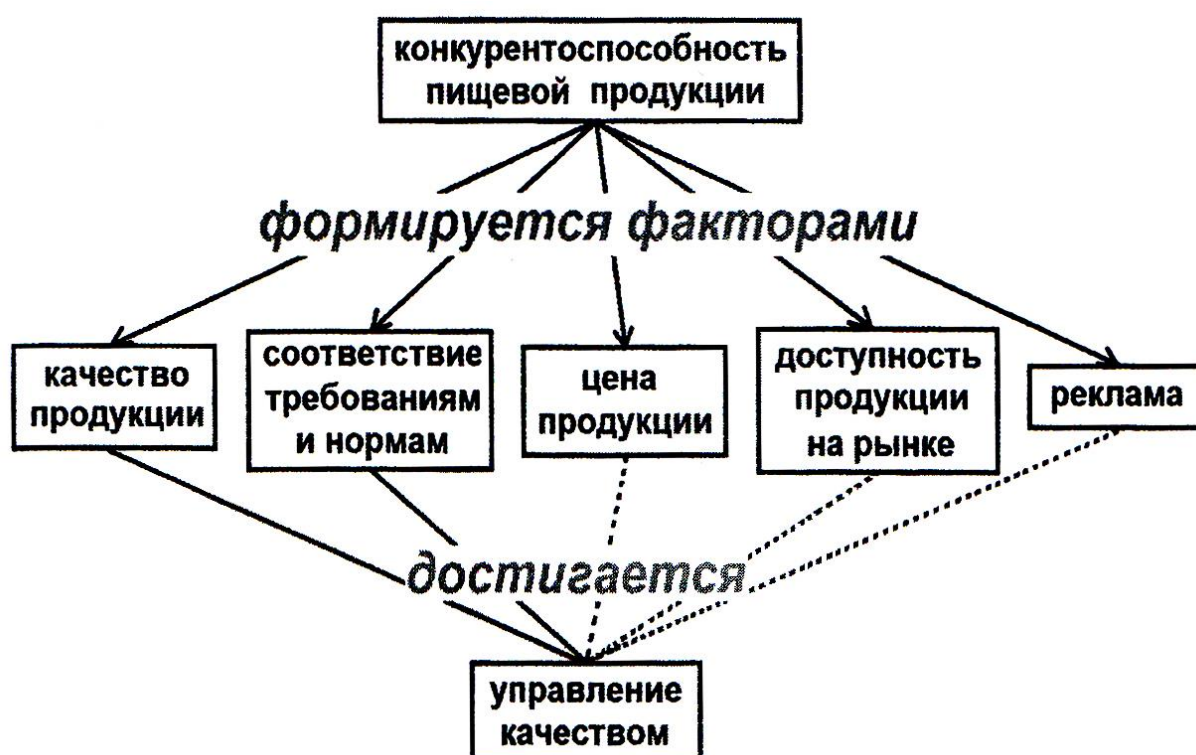 конкурентоспособность
пищевой продукции
формируется факторами
качество
продукции
соответствие
требованиям
и нормам
цена
продукции
доступность
продукции
на рынке
реклама
достигается
управление
качеством